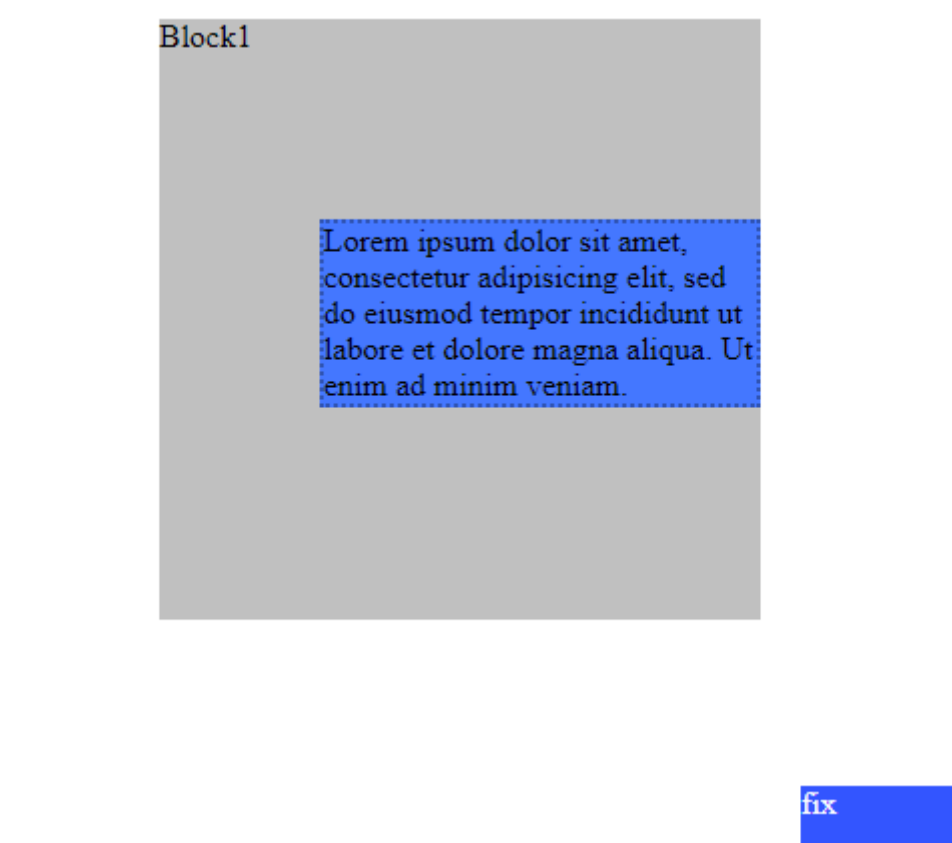 Block1
Lorem ipsum dolor sit amet,
consectetur adipisicing elit, sed
do eiusmod tempor incididunt ut
labore et dolore magna aliqua. Ut
enim ad minim veniam.
fix